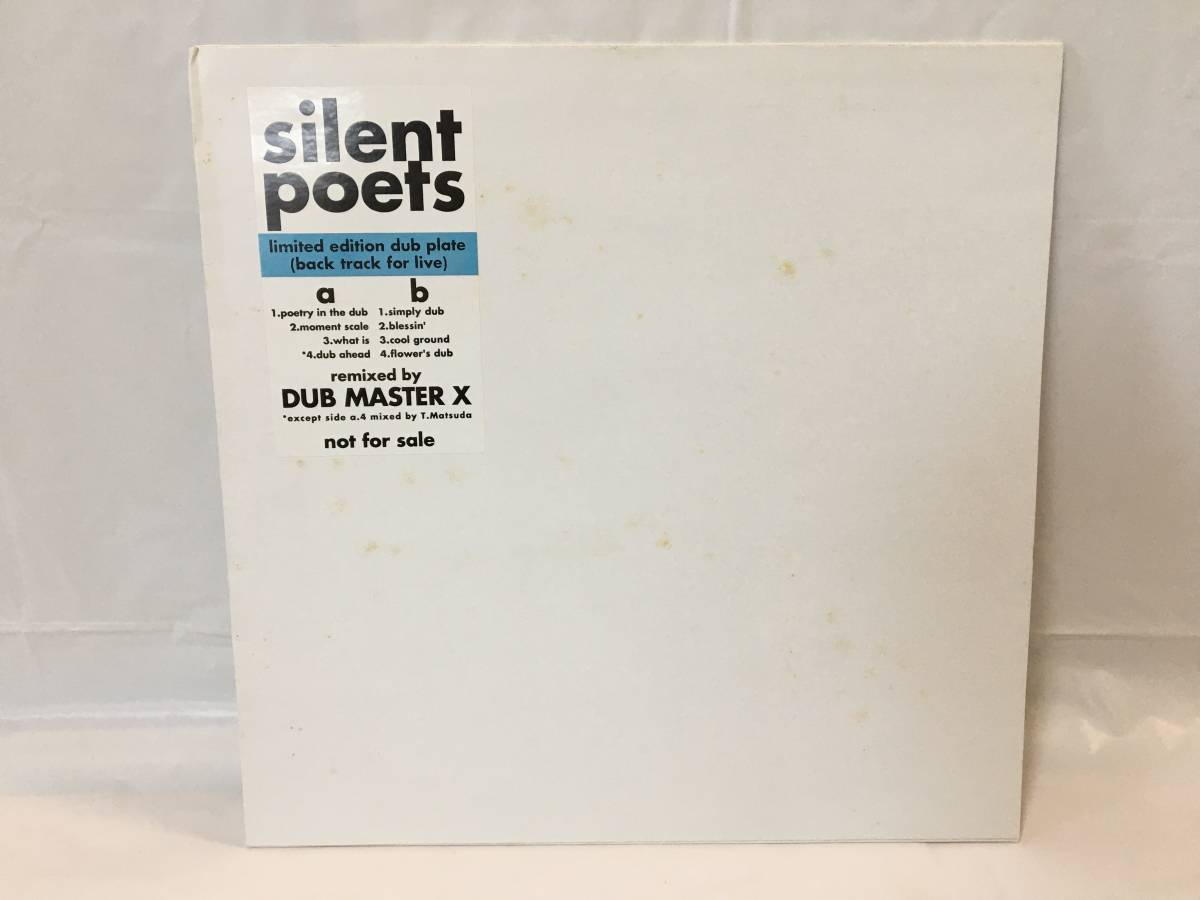 silent
poets
limited edition dub plate
(back track for live)
a b
1.poetry in the dub 1.simply dub
2.moment scale 2.blessin'
3.what is 3.cool ground
*4.dub ahead 4.flower's dub
remixed by
DUB MASTER X
*except side a.4 mixed by T.Matsuda
not for sale